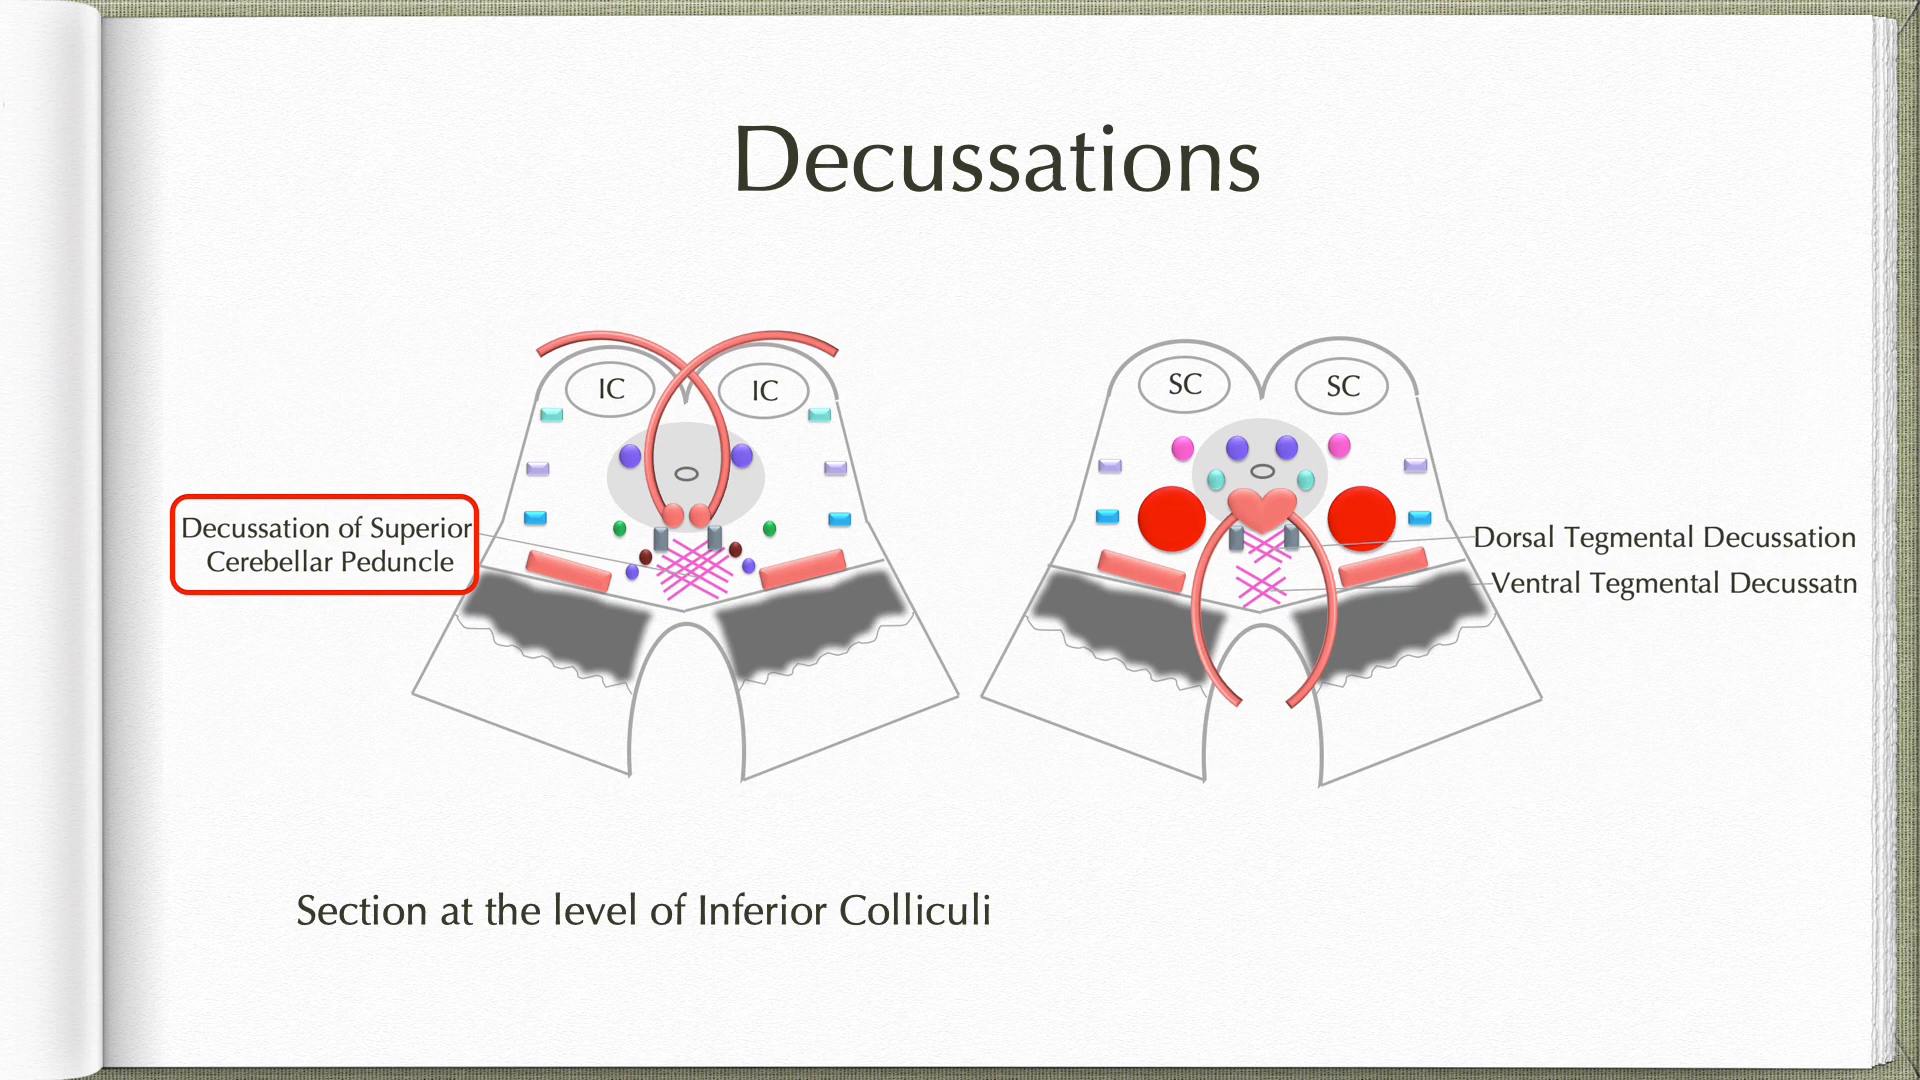 Decussations
IC
IC
SC
SC
Decussation of Superior
Cerebellar Peduncle
Dorsal Tegmental Decussation
Ventral Tegmental Decussatn
Section at the level of Inferior Colliculi